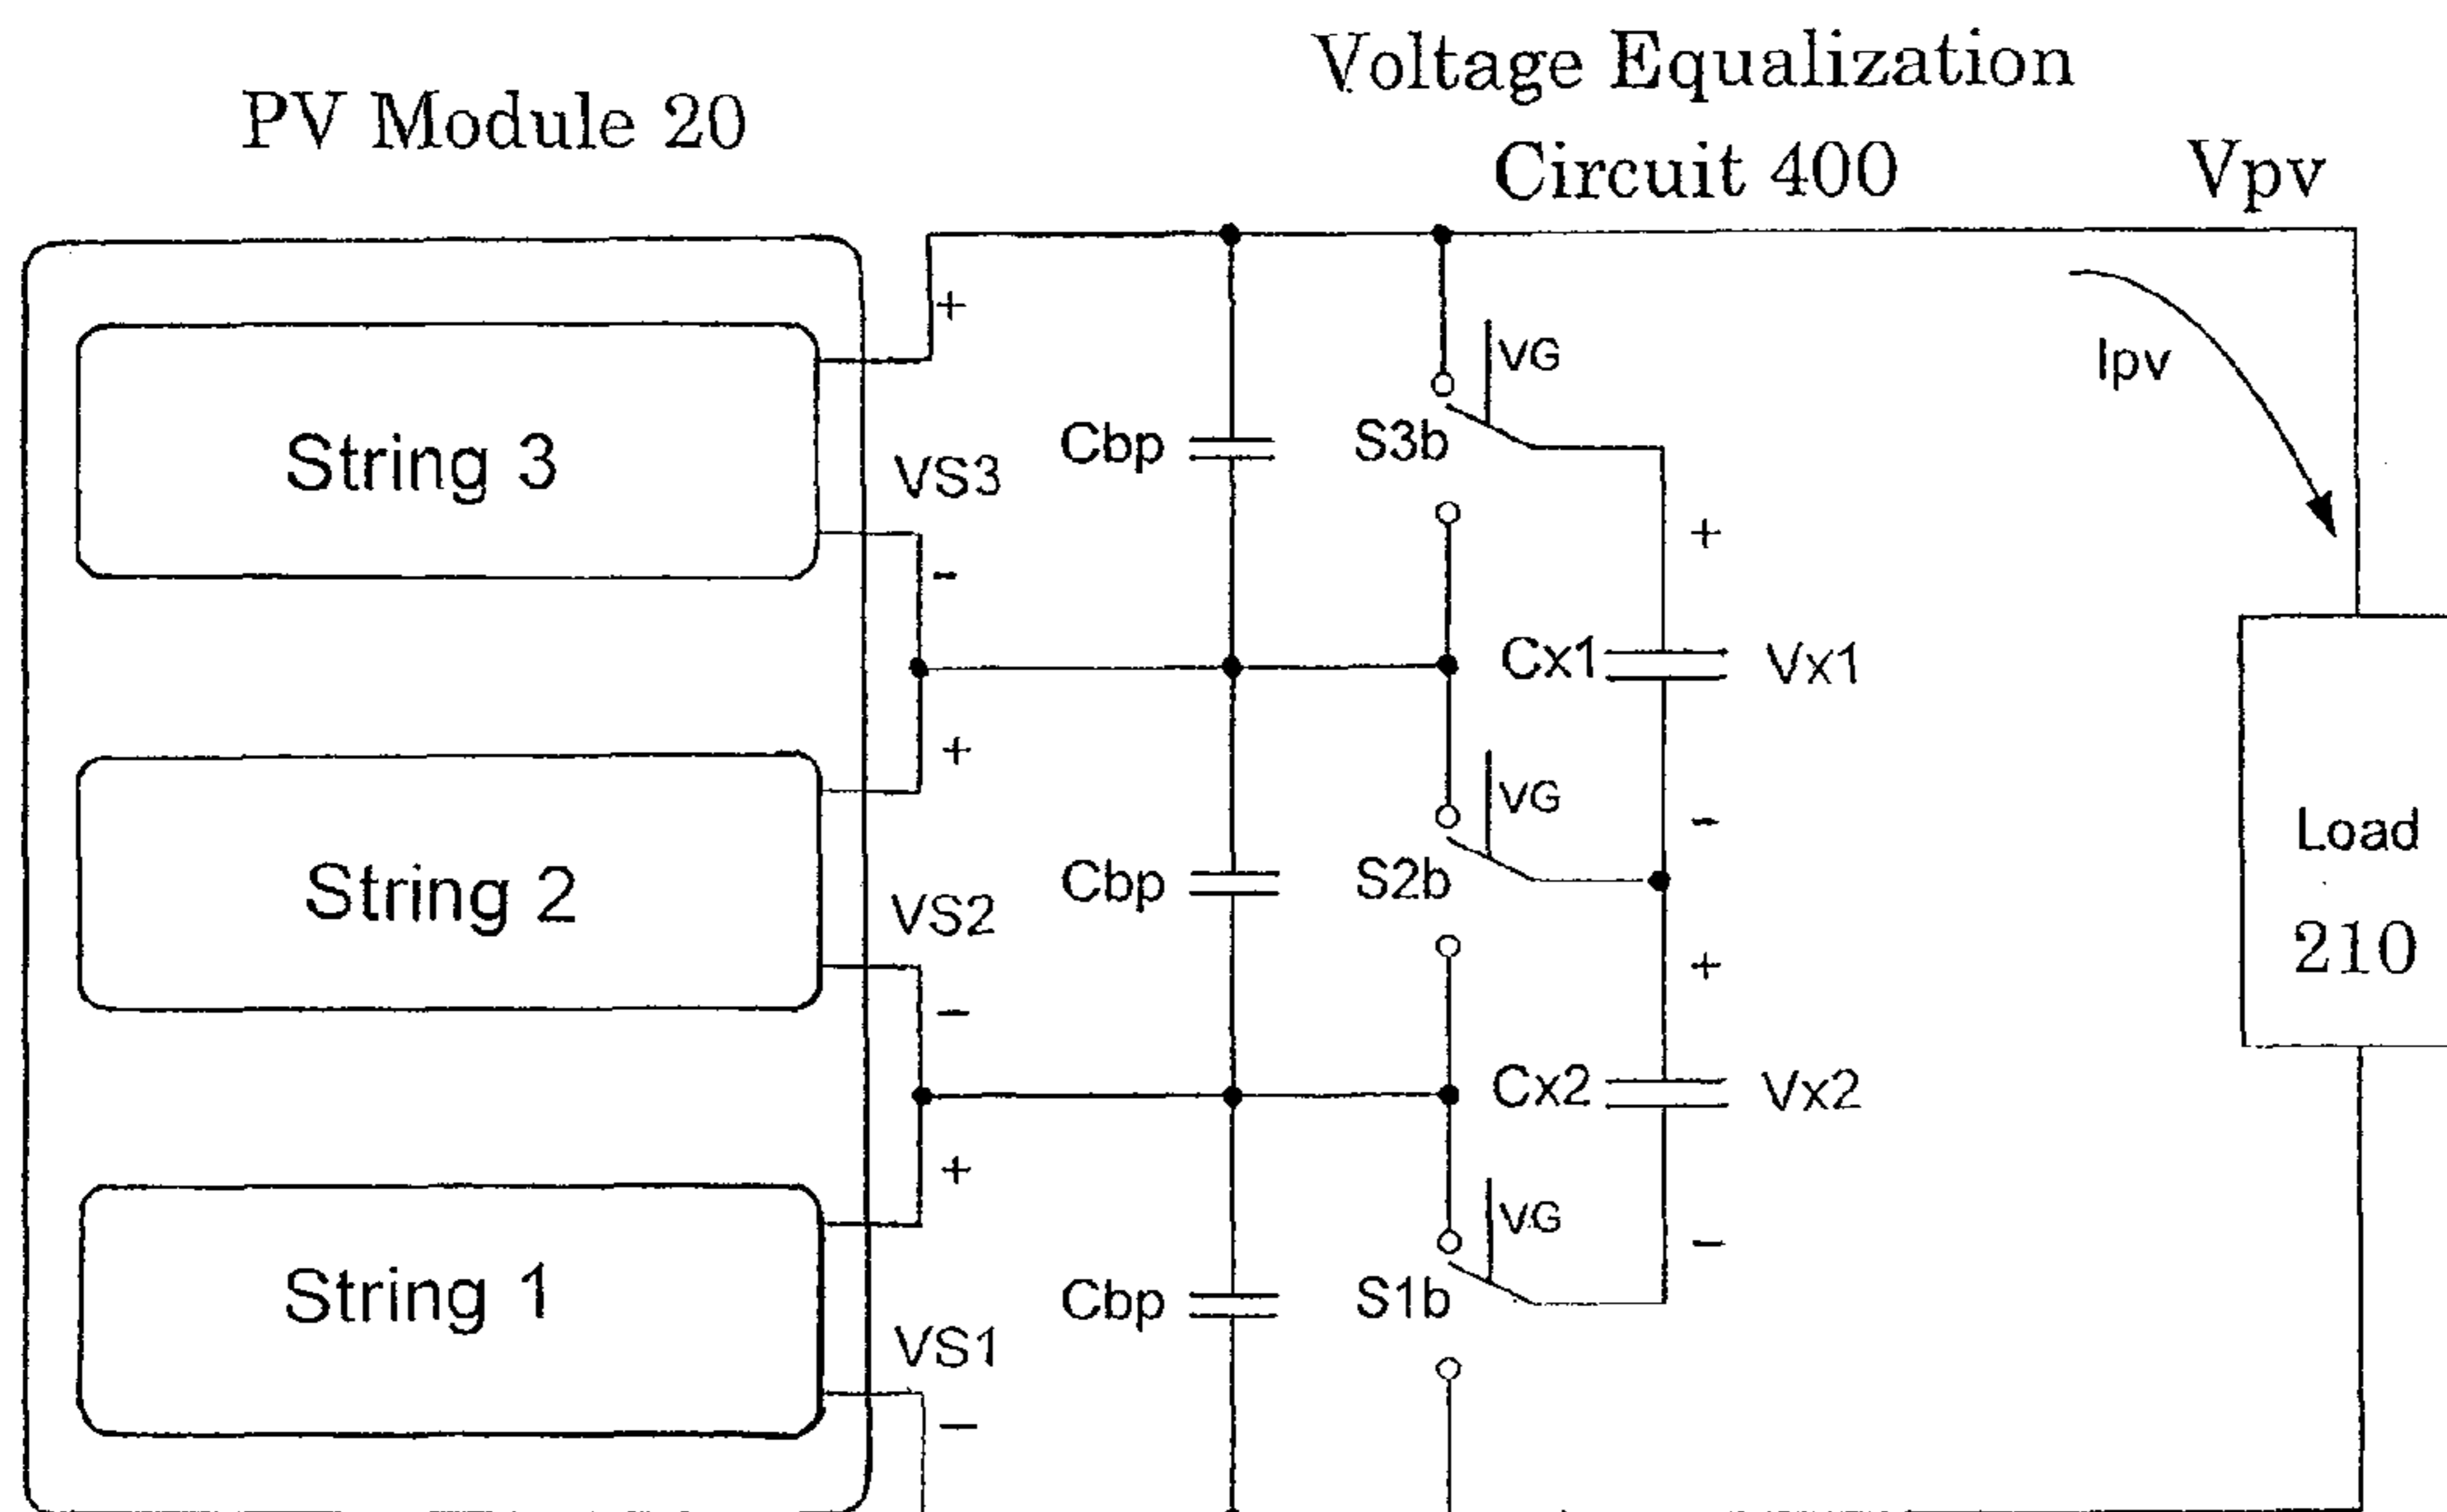 Voltage Equalization
Circuit 400
PV Module 20
Vpv
+
VG
Ipv
String 3
VS3
Cbp
S3b
+
-
Cx1
Vx1
+
VG
-
Load
210
String 2
VS2
Cbp
S2b
+
-
Cx2
Vx2
+
VG
-
String 1
VS1
Cbp
S1b
-